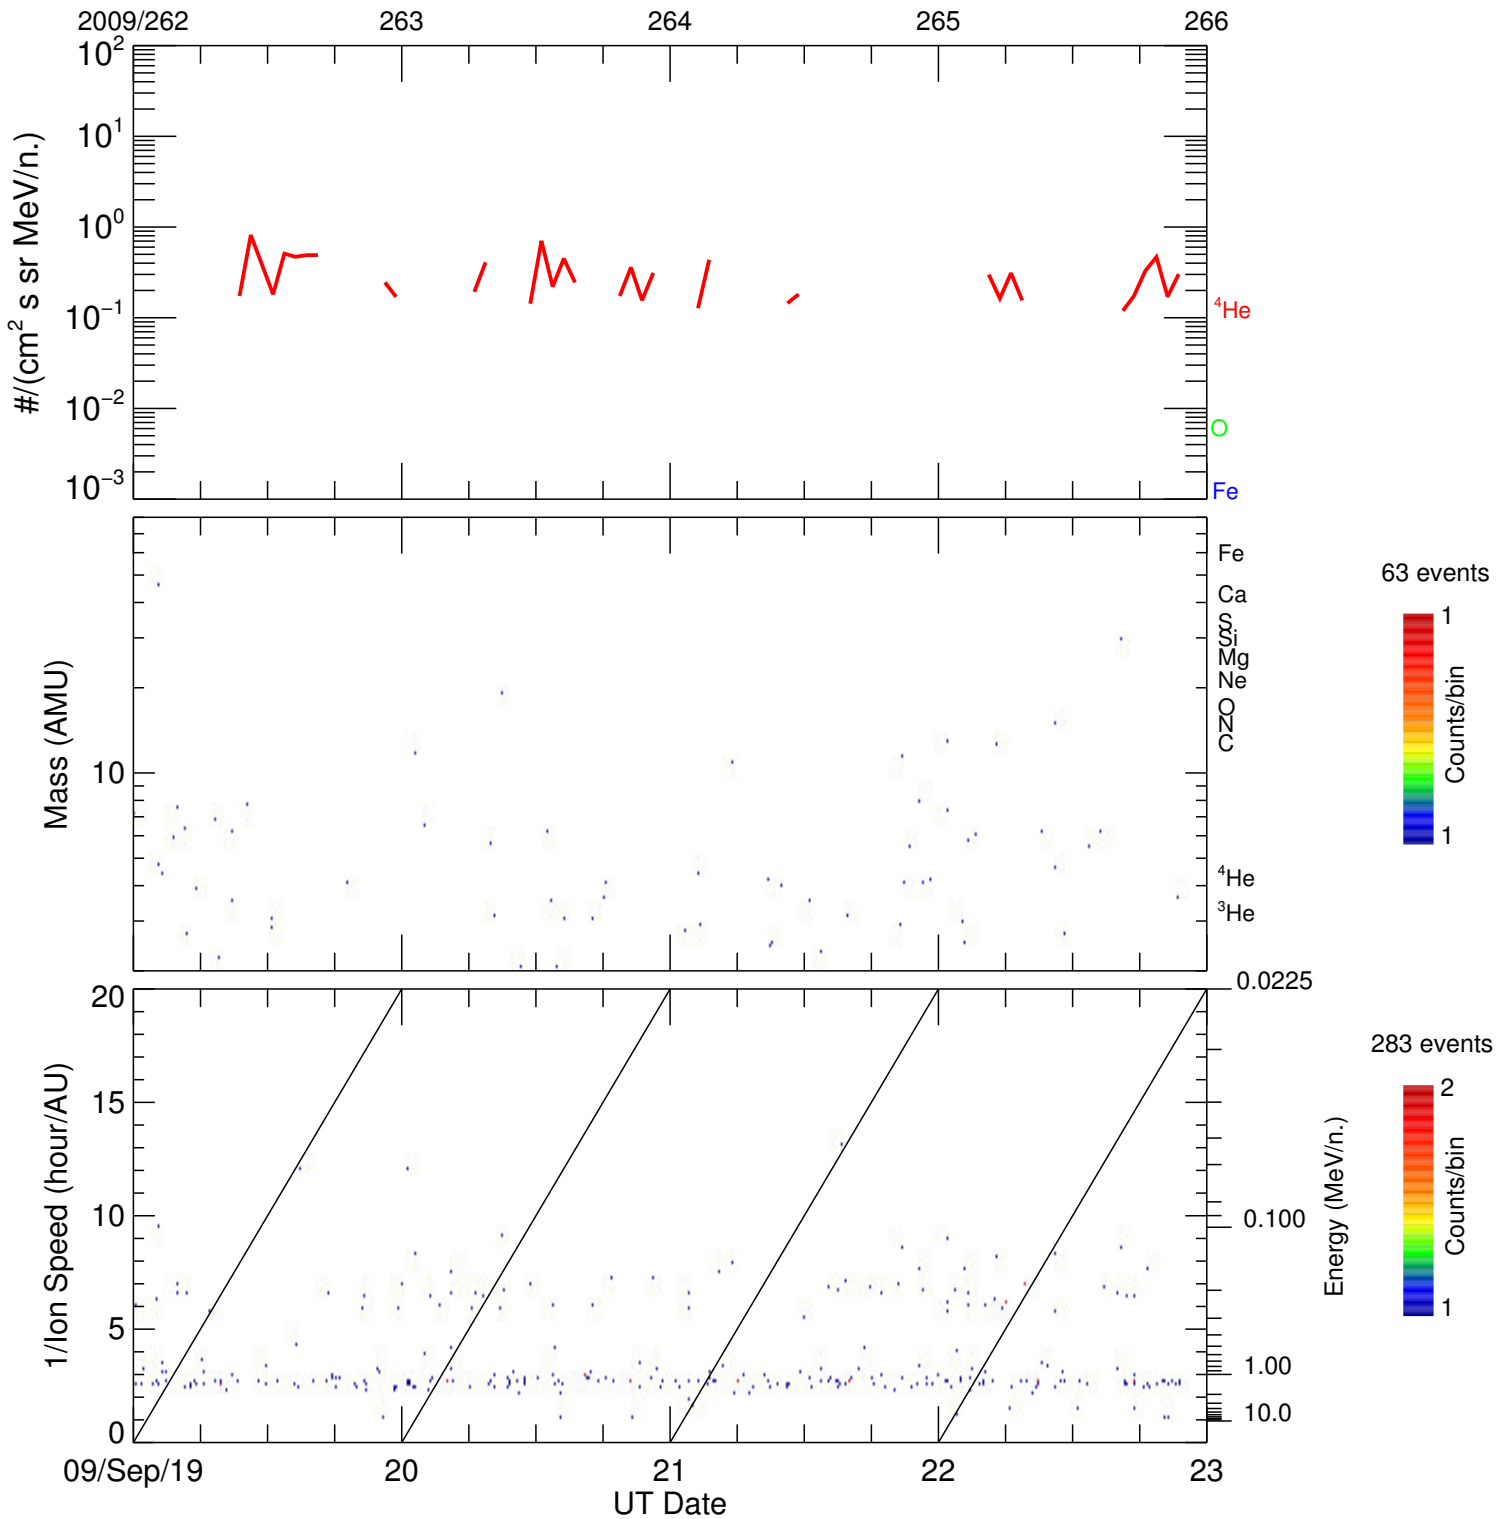 2009/262 263 264 265 266
#/(cm² s sr MeV/n.)
10²
10¹
10⁰
10⁻¹
10⁻²
10⁻³
⁴He
O
Fe
Mass (AMU)
10
Fe
Ca
S
Si
Mg
Ne
O
N
C
⁴He
³He
63 events
1
Counts/bin
1
1/Ion Speed (hour/AU)
20
15
10
5
0
0.0225
0.100
1.00
10.0
Energy (MeV/n.)
283 events
2
Counts/bin
1
09/Sep/19 20 21 22 23
UT Date